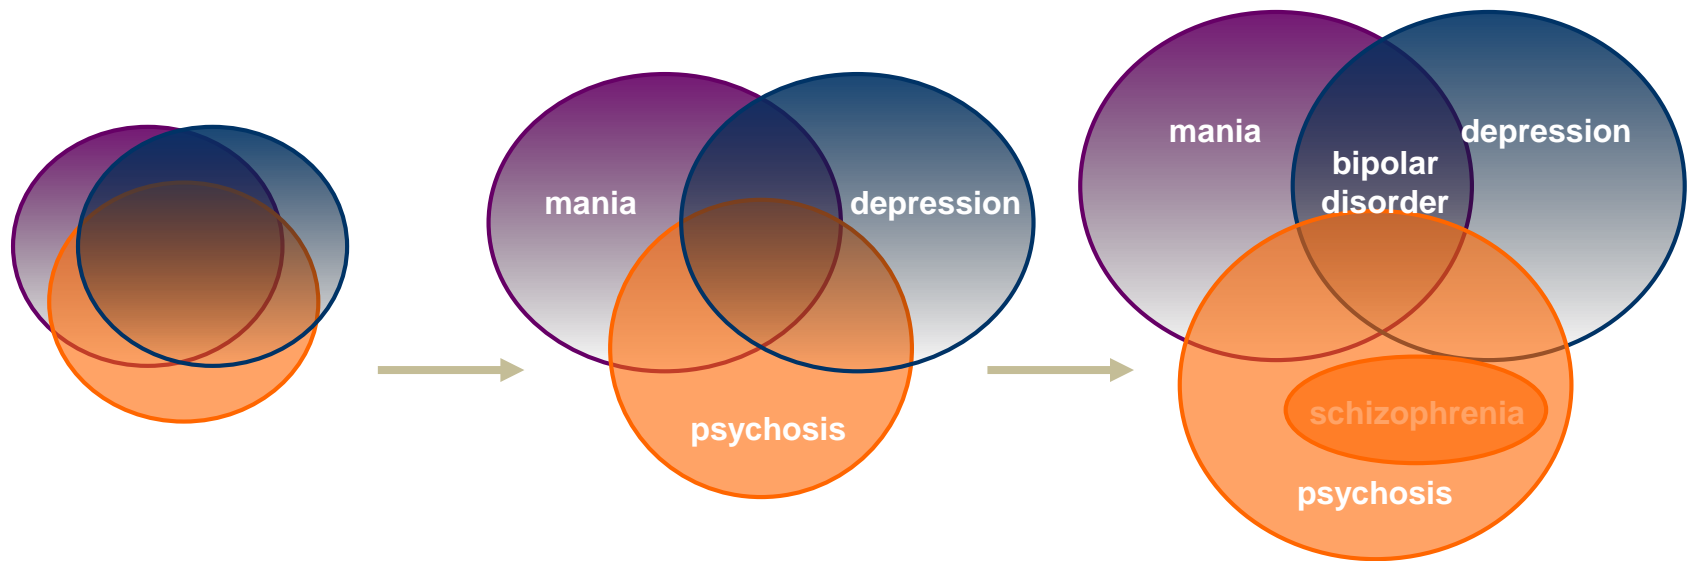 mania
depression
psychosis
mania
depression
bipolar
disorder
schizophrenia
psychosis